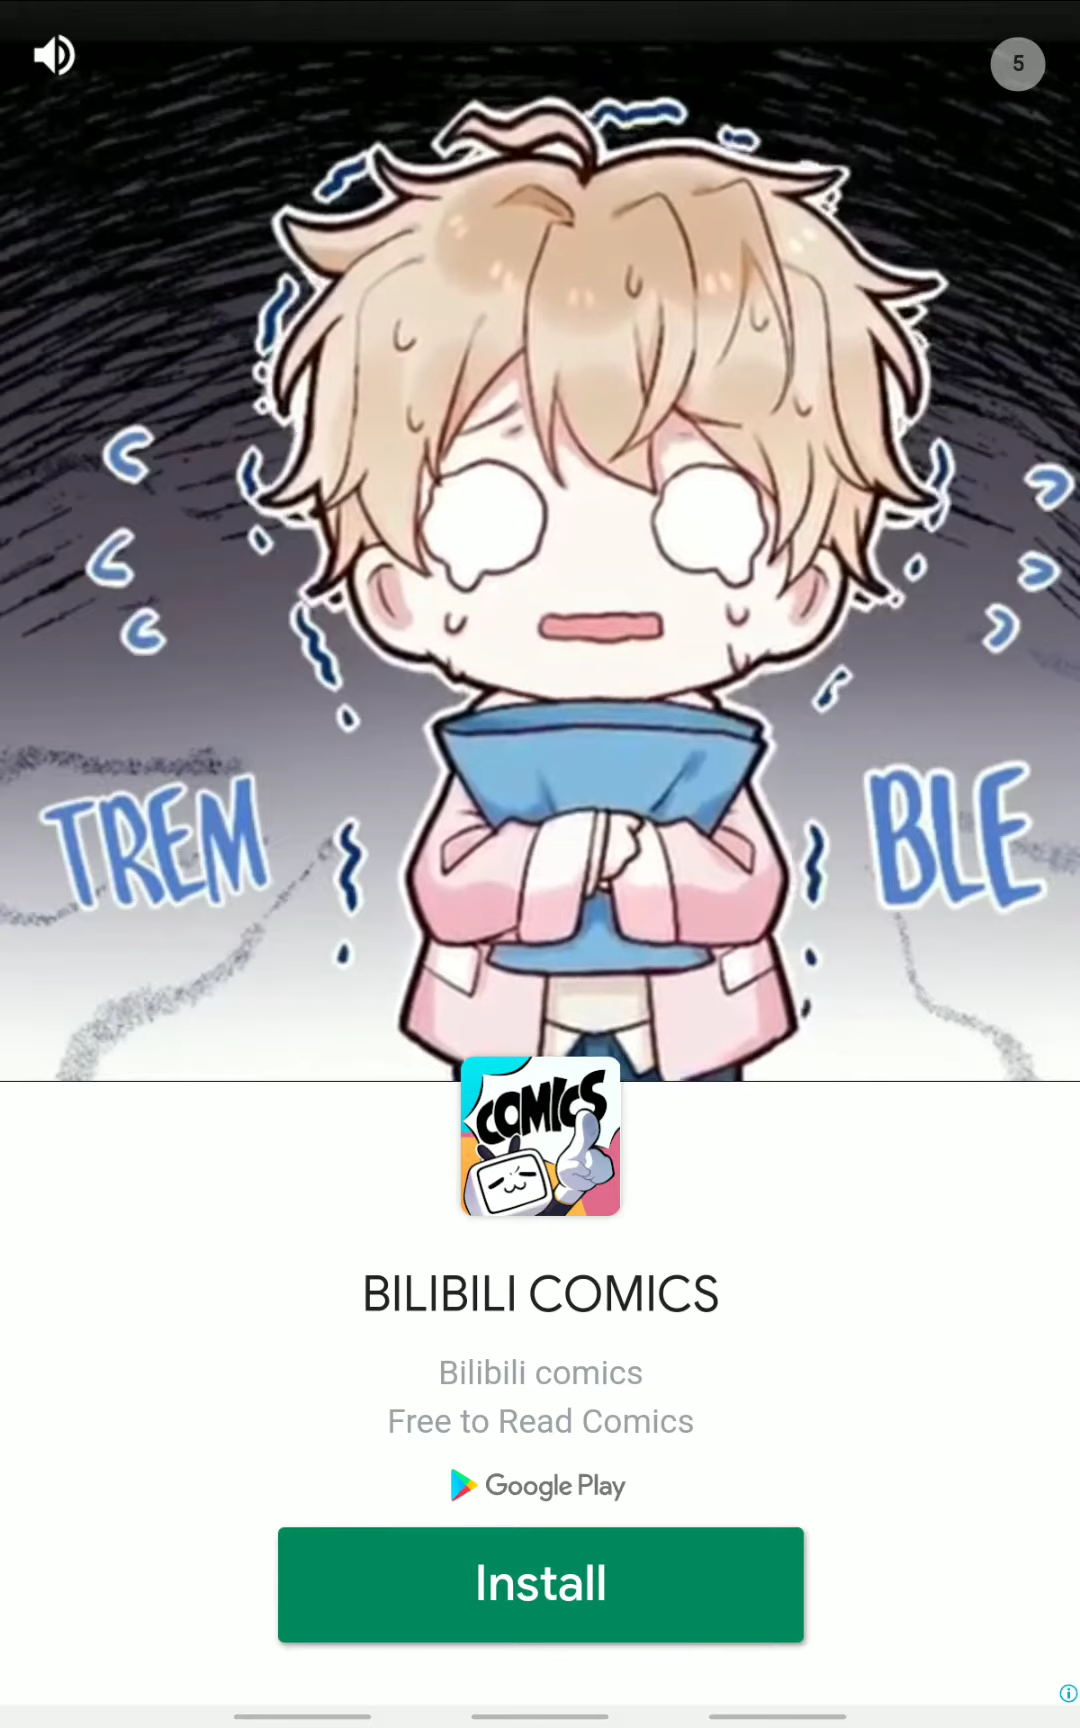 5
TREM BLE
COMICS
BILIBILI COMICS
Bilibili comics
Free to Read Comics
Google Play
Install